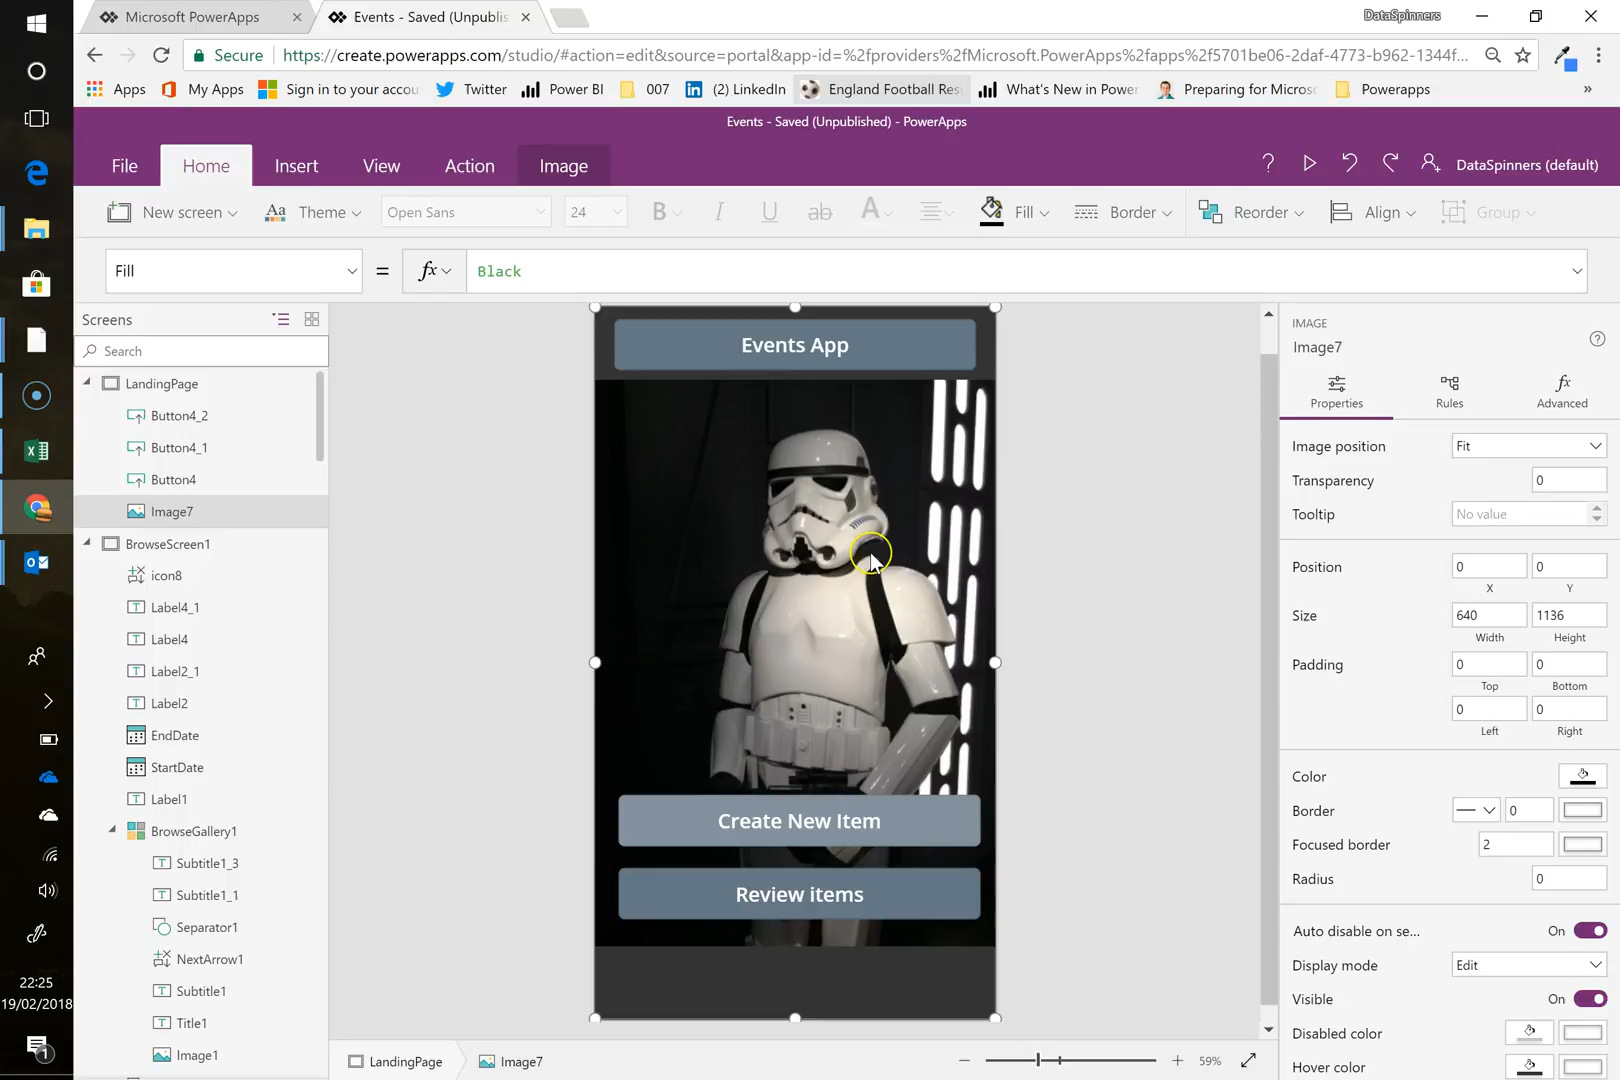 Microsoft PowerApps
Events - Saved (Unpublis
DataSpinners
Secure
https://create.powerapps.com/studio/#action=edit&source=portal&app-id=%2fproviders%2fMicrosoft.PowerApps%2fapps%2f5701be06-2daf-4773-b962-1344f...
Apps
My Apps
Sign in to your accou
Twitter
Power BI
007
(2) LinkedIn
England Football Res
What's New in Power
Preparing for Micros
Powerapps
»
Events - Saved (Unpublished) - PowerApps
File
Home
Insert
View
Action
Image
?
DataSpinners (default)
New screen
Theme
Open Sans
24
B
I
U
ab
A
Fill
Border
Reorder
Align
Group
Fill
=
fx
Black
Screens
Search
LandingPage
Button4_2
Button4_1
Button4
Image7
BrowseScreen1
icon8
Label4_1
Label4
Label2_1
Label2
EndDate
StartDate
Label1
BrowseGallery1
Subtitle1_3
Subtitle1_1
Separator1
NextArrow1
Subtitle1
Title1
Image1
Events App
Create New Item
Review items
IMAGE
Image7
Properties
Rules
fx
Advanced
Image position
Fit
Transparency
0
Tooltip
No value
Position
0
0
X
Y
Size
640
1136
Width
Height
Padding
0
0
Top
Bottom
0
0
Left
Right
Color
Border
0
Focused border
2
Radius
0
Auto disable on se...
On
Display mode
Edit
Visible
On
Disabled color
Hover color
LandingPage
Image7
59%
22:25
19/02/2018
1